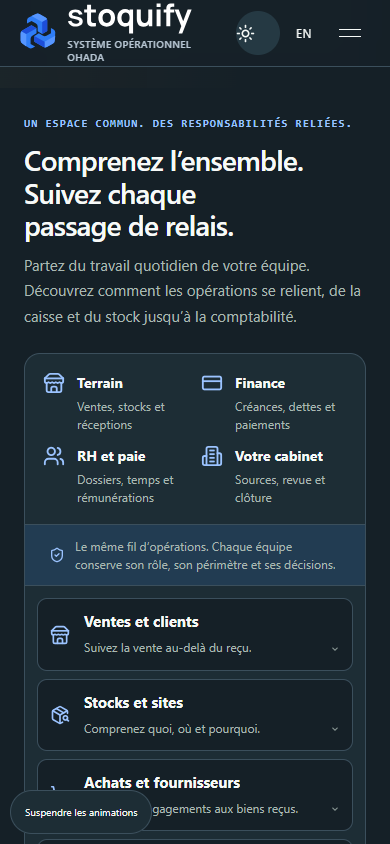 stoquify
SYSTÈME OPÉRATIONNEL
OHADA
EN
UN ESPACE COMMUN. DES RESPONSABILITÉS RELIÉES.
Comprenez l’ensemble.
Suivez chaque
passage de relais.
Partez du travail quotidien de votre équipe.
Découvrez comment les opérations se relient, de la
caisse et du stock jusqu’à la comptabilité.
Terrain
Ventes, stocks et
réceptions
Finance
Créances, dettes et
paiements
RH et paie
Dossiers, temps et
rémunérations
Votre cabinet
Sources, revue et
clôture
Le même fil d’opérations. Chaque équipe
conserve son rôle, son périmètre et ses décisions.
Ventes et clients
Suivez la vente au-delà du reçu.
Stocks et sites
Comprenez quoi, où et pourquoi.
Achats et fournisseurs
aux biens reçus.
Suspendre les animations